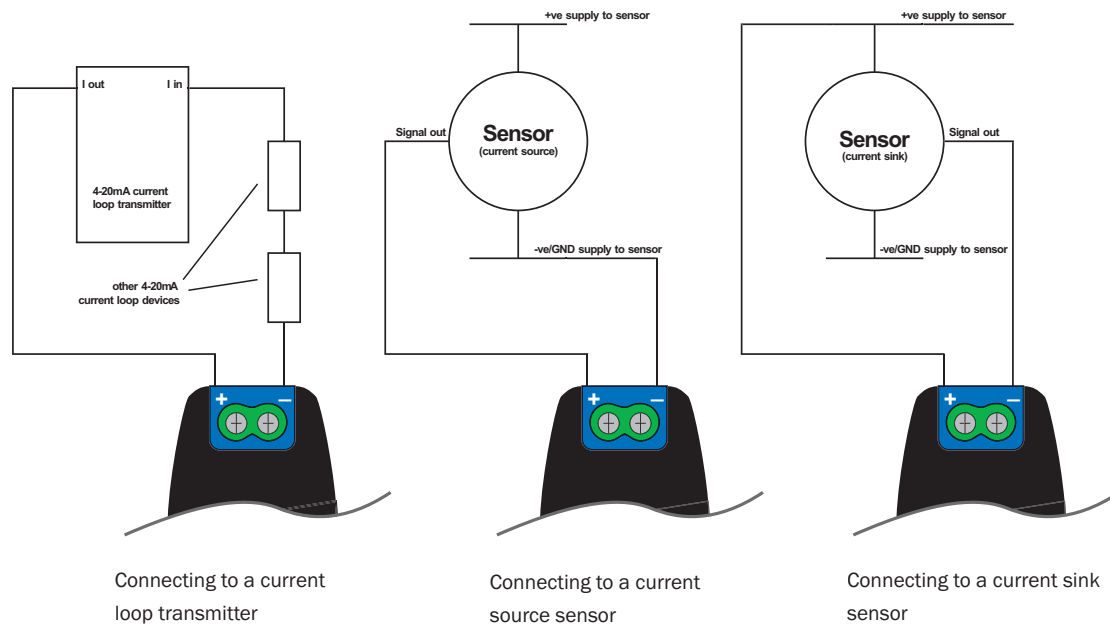 I out
I in
4-20mA current
loop transmitter
other 4-20mA
current loop devices
+ −
Connecting to a current
loop transmitter
+ve supply to sensor
Signal out
Sensor
(current source)
-ve/GND supply to sensor
+ −
Connecting to a current
source sensor
+ve supply to sensor
Sensor
(current sink)
Signal out
-ve/GND supply to sensor
+ −
Connecting to a current sink
sensor